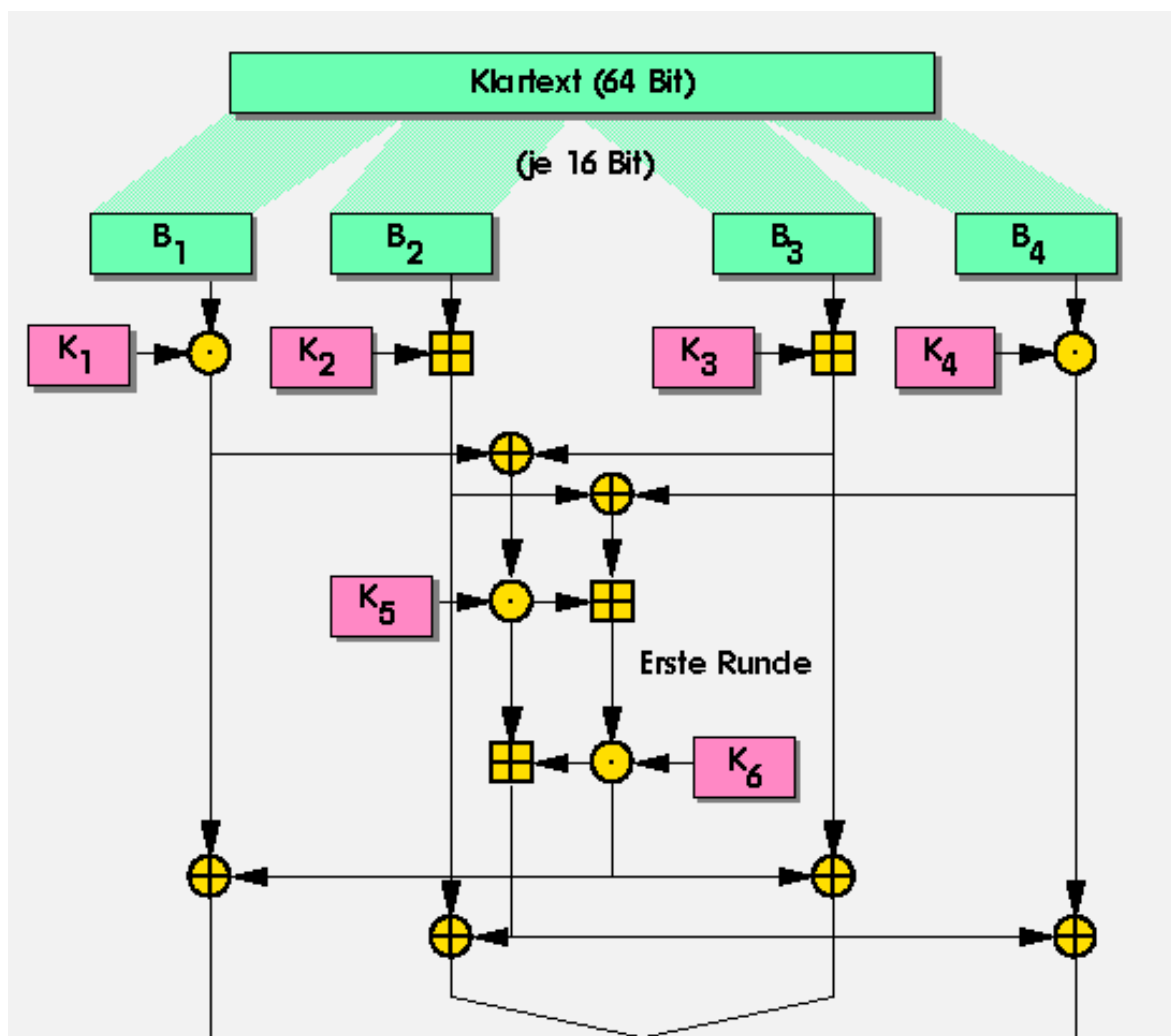 Klartext (64 Bit)
(je 16 Bit)
B1 B2 B3 B4
K1 K2 K3 K4
K5
Erste Runde
K6